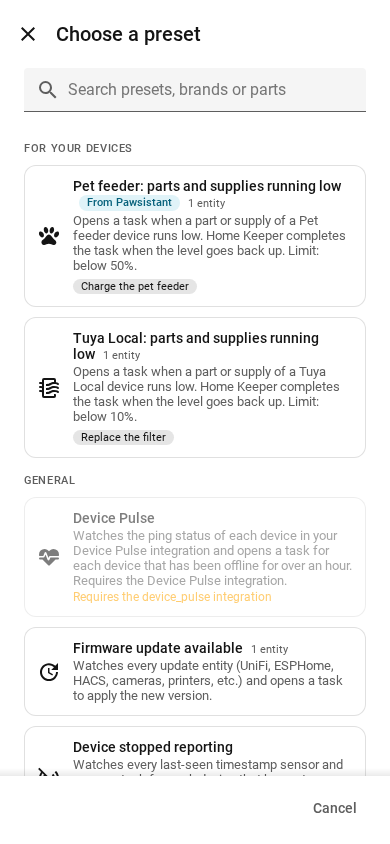 Choose a preset
Search presets, brands or parts
FOR YOUR DEVICES
Pet feeder: parts and supplies running low
From Pawsistant 1 entity
Opens a task when a part or supply of a Pet
feeder device runs low. Home Keeper completes
the task when the level goes back up. Limit:
below 50%.
Charge the pet feeder
Tuya Local: parts and supplies running
low 1 entity
Opens a task when a part or supply of a Tuya
Local device runs low. Home Keeper completes
the task when the level goes back up. Limit:
below 10%.
Replace the filter
GENERAL
Device Pulse
Watches the ping status of each device in your
Device Pulse integration and opens a task for
each device that has been offline for over an hour.
Requires the Device Pulse integration.
Requires the device_pulse integration
Firmware update available 1 entity
Watches every update entity (UniFi, ESPHome,
HACS, cameras, printers, etc.) and opens a task
to apply the new version.
Device stopped reporting
Watches every last-seen timestamp sensor and
Cancel